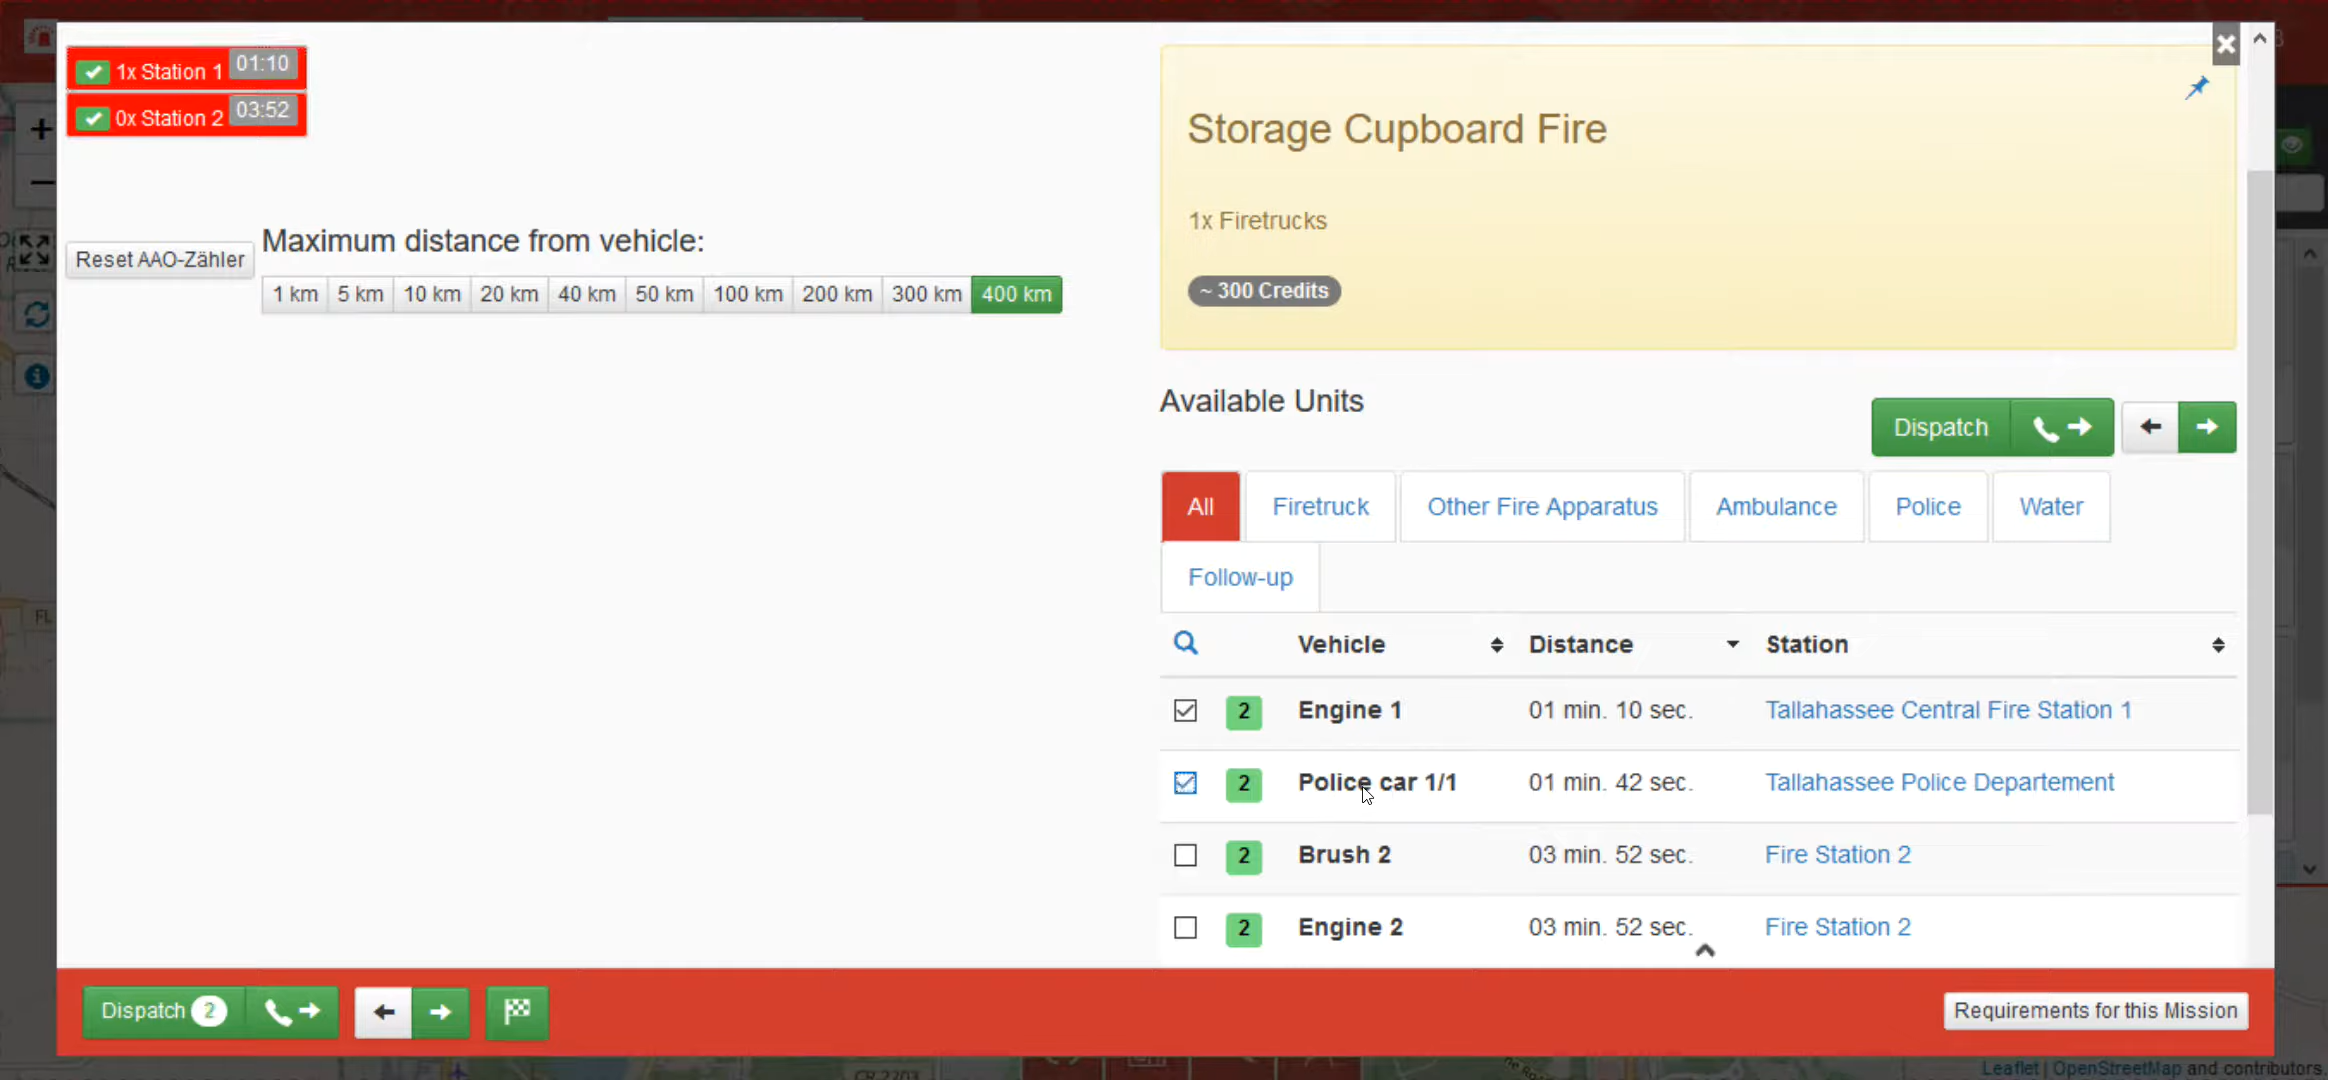 1x Station 1 01:10
0x Station 2 03:52
Reset AAO-Zähler
Maximum distance from vehicle:
1 km 5 km 10 km 20 km 40 km 50 km 100 km 200 km 300 km 400 km
Storage Cupboard Fire
1x Firetrucks
~ 300 Credits
Available Units
Dispatch
All Firetruck Other Fire Apparatus Ambulance Police Water
Follow-up
Vehicle Distance Station
2 Engine 1 01 min. 10 sec. Tallahassee Central Fire Station 1
2 Police car 1/1 01 min. 42 sec. Tallahassee Police Departement
2 Brush 2 03 min. 52 sec. Fire Station 2
2 Engine 2 03 min. 52 sec. Fire Station 2
Dispatch 2
Requirements for this Mission
FL
CR 2203
Leaflet | OpenStreetMap and contributors